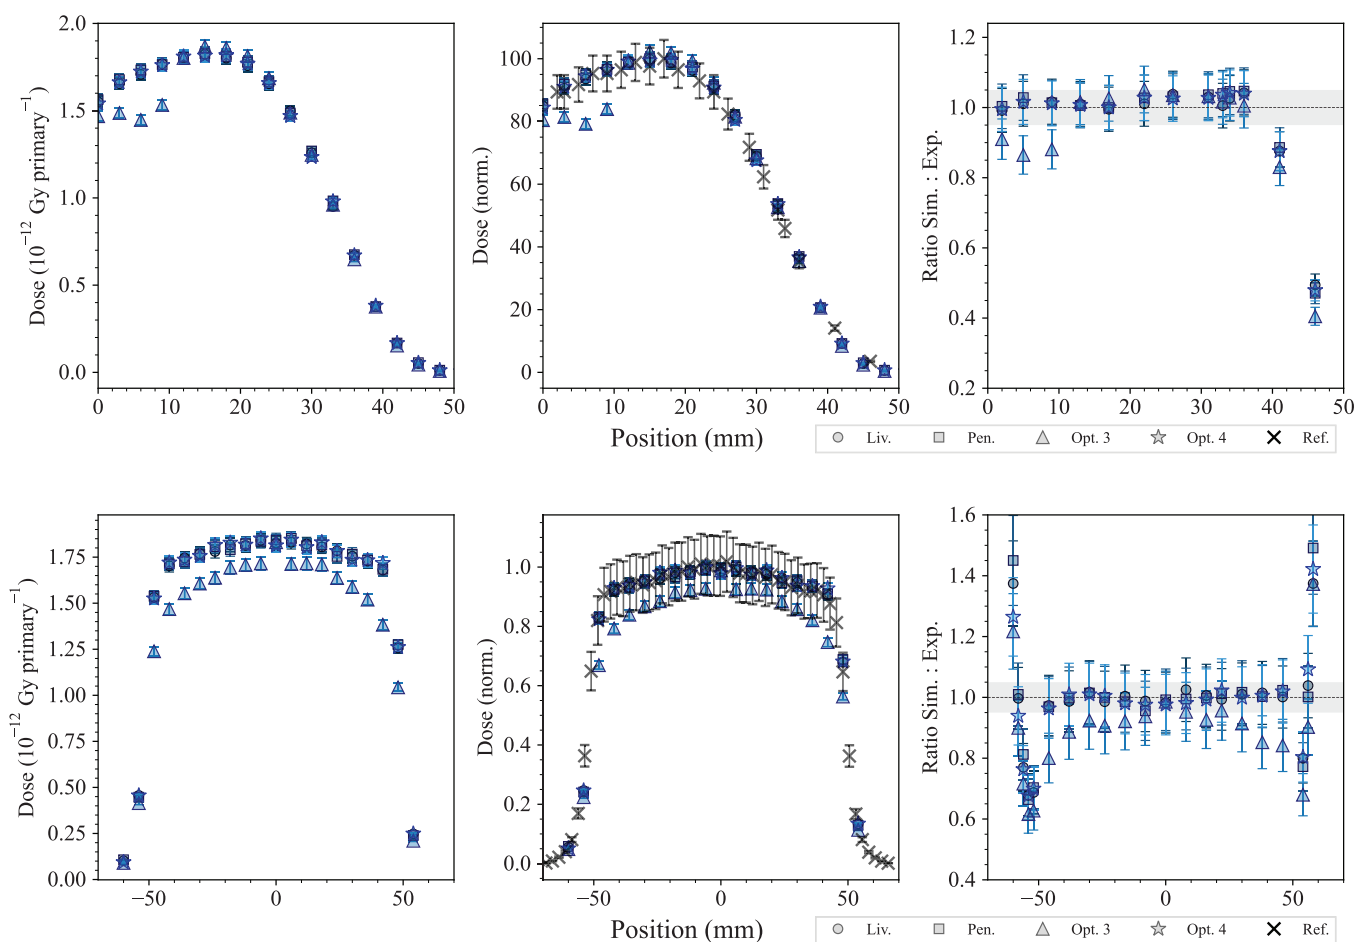 2.0
1.5
1.0
0.5
0.0
Dose (10⁻¹² Gy primary⁻¹)
0 10 20 30 40 50
100
80
60
40
20
0
Dose (norm.)
0 10 20 30 40 50
Position (mm)
1.2
1.0
0.8
0.6
0.4
0.2
Ratio Sim. : Exp.
0 10 20 30 40 50
Liv. Pen. Opt. 3 Opt. 4 Ref.
1.75
1.50
1.25
1.00
0.75
0.50
0.25
0.00
Dose (10⁻¹² Gy primary⁻¹)
−50 0 50
1.0
0.8
0.6
0.4
0.2
0.0
Dose (norm.)
−50 0 50
Position (mm)
1.6
1.4
1.2
1.0
0.8
0.6
0.4
Ratio Sim. : Exp.
−50 0 50
Liv. Pen. Opt. 3 Opt. 4 Ref.